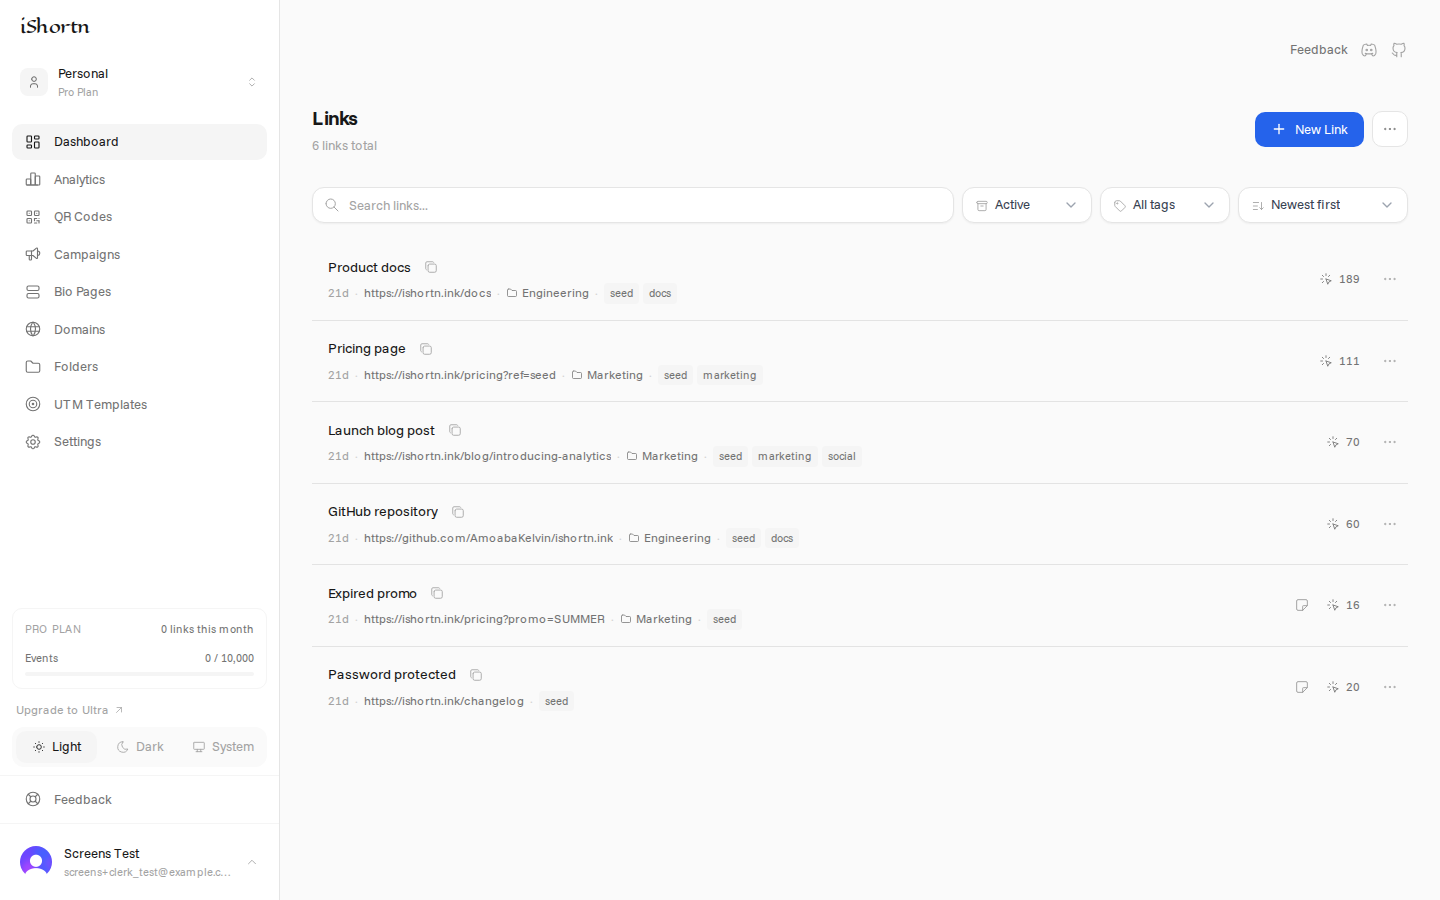 iShortn
Personal
Pro Plan
Dashboard
Analytics
QR Codes
Campaigns
Bio Pages
Domains
Folders
UTM Templates
Settings
PRO PLAN 0 links this month
Events 0 / 10,000
Upgrade to Ultra
Light Dark System
Feedback
Screens Test
screens+clerk_test@example.c...
Feedback
Links
6 links total
New Link
Search links...
Active All tags Newest first
Product docs
21d · https://ishortn.ink/docs · Engineering · seed docs
189
Pricing page
21d · https://ishortn.ink/pricing?ref=seed · Marketing · seed marketing
111
Launch blog post
21d · https://ishortn.ink/blog/introducing-analytics · Marketing · seed marketing social
70
GitHub repository
21d · https://github.com/AmoabaKelvin/ishortn.ink · Engineering · seed docs
60
Expired promo
21d · https://ishortn.ink/pricing?promo=SUMMER · Marketing · seed
16
Password protected
21d · https://ishortn.ink/changelog · seed
20